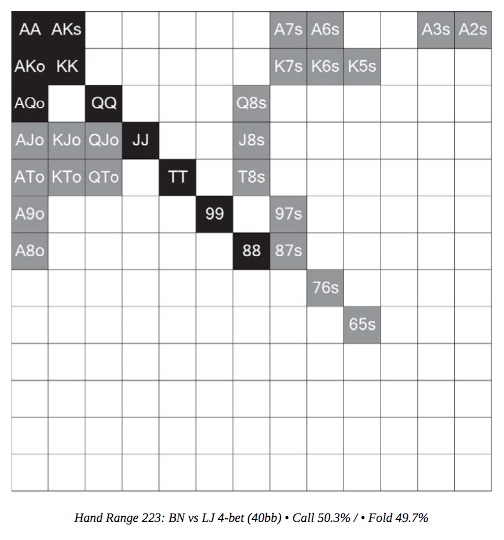 AA AKs A7s A6s A3s A2s
AKo KK K7s K6s K5s
AQo QQ Q8s
AJo KJo QJo JJ J8s
ATo KTo QTo TT T8s
A9o 99 97s
A8o 88 87s
76s
65s
Hand Range 223: BN vs LJ 4-bet (40bb) • Call 50.3% / • Fold 49.7%